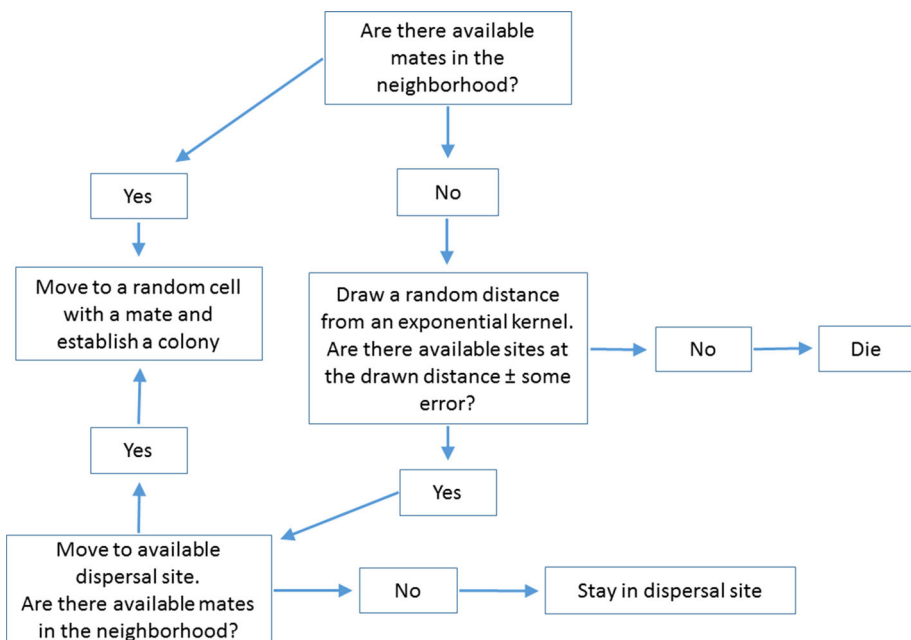 Are there available
mates in the
neighborhood?
Yes
No
Move to a random cell
with a mate and
establish a colony
Draw a random distance
from an exponential kernel.
Are there available sites at
the drawn distance ± some
error?
No
Die
Yes
Yes
Move to available
dispersal site.
Are there available mates
in the neighborhood?
No
Stay in dispersal site